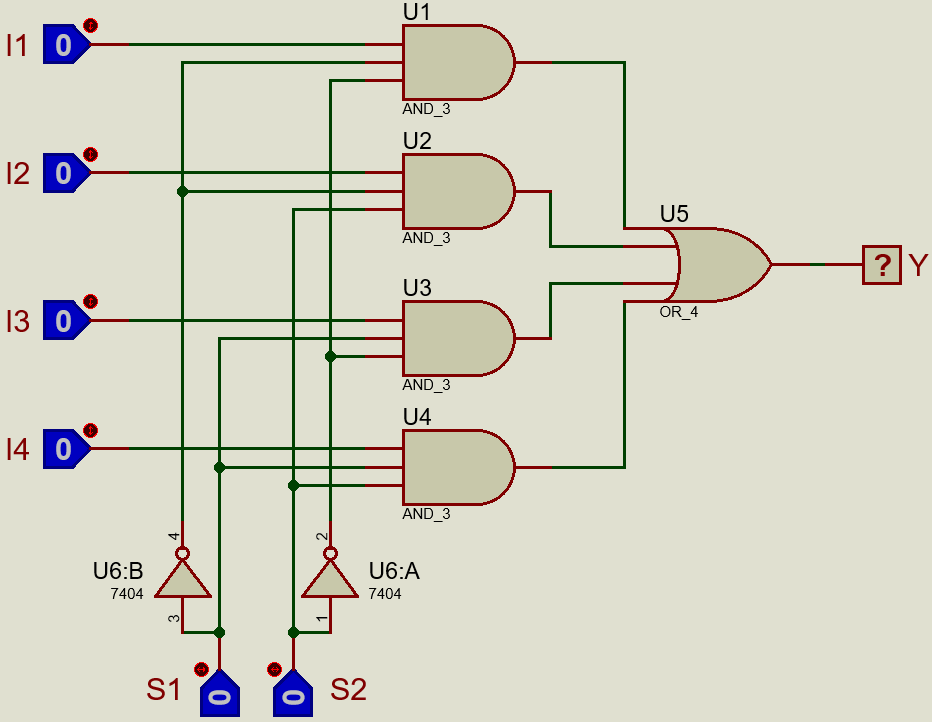 U1
I1 0
AND_3
U2
I2 0
AND_3
U5
? Y
OR_4
U3
I3 0
AND_3
U4
I4 0
AND_3
4 2
U6:B U6:A
7404 7404
3 1
S1 0 0 S2